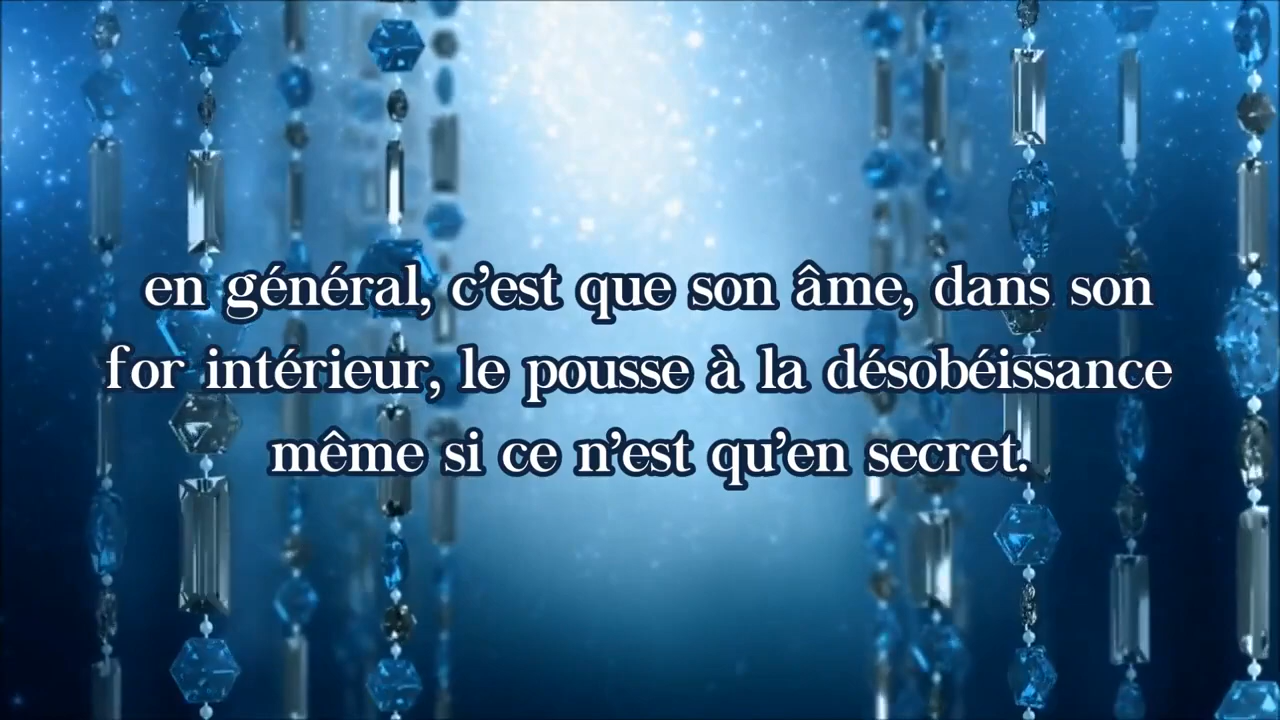 en général, c’est que son âme, dans son
for intérieur, le pousse à la désobéissance
même si ce n’est qu’en secret.